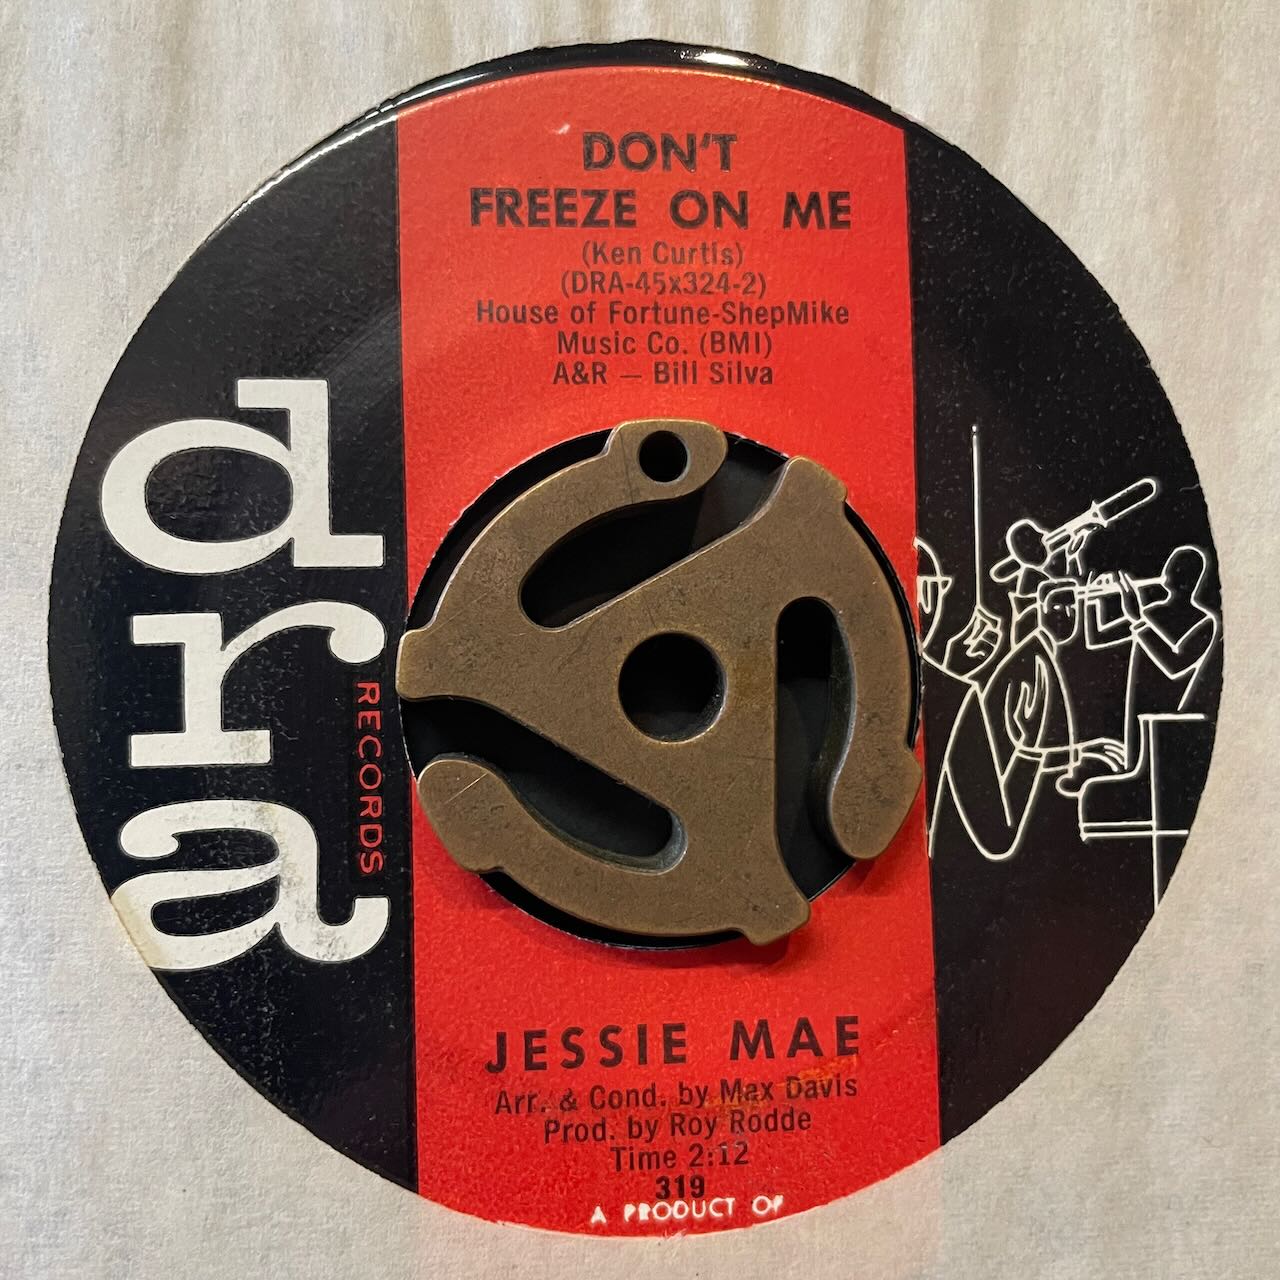 DON'T
FREEZE ON ME
(Ken Curtis)
(DRA-45x324-2)
House of Fortune-ShepMike
Music Co. (BMI)
A&R — Bill Silva
dra
RECORDS
JESSIE MAE
Arr. & Cond. by Max Davis
Prod. by Roy Rodde
Time 2:12
319
A PRODUCT OF